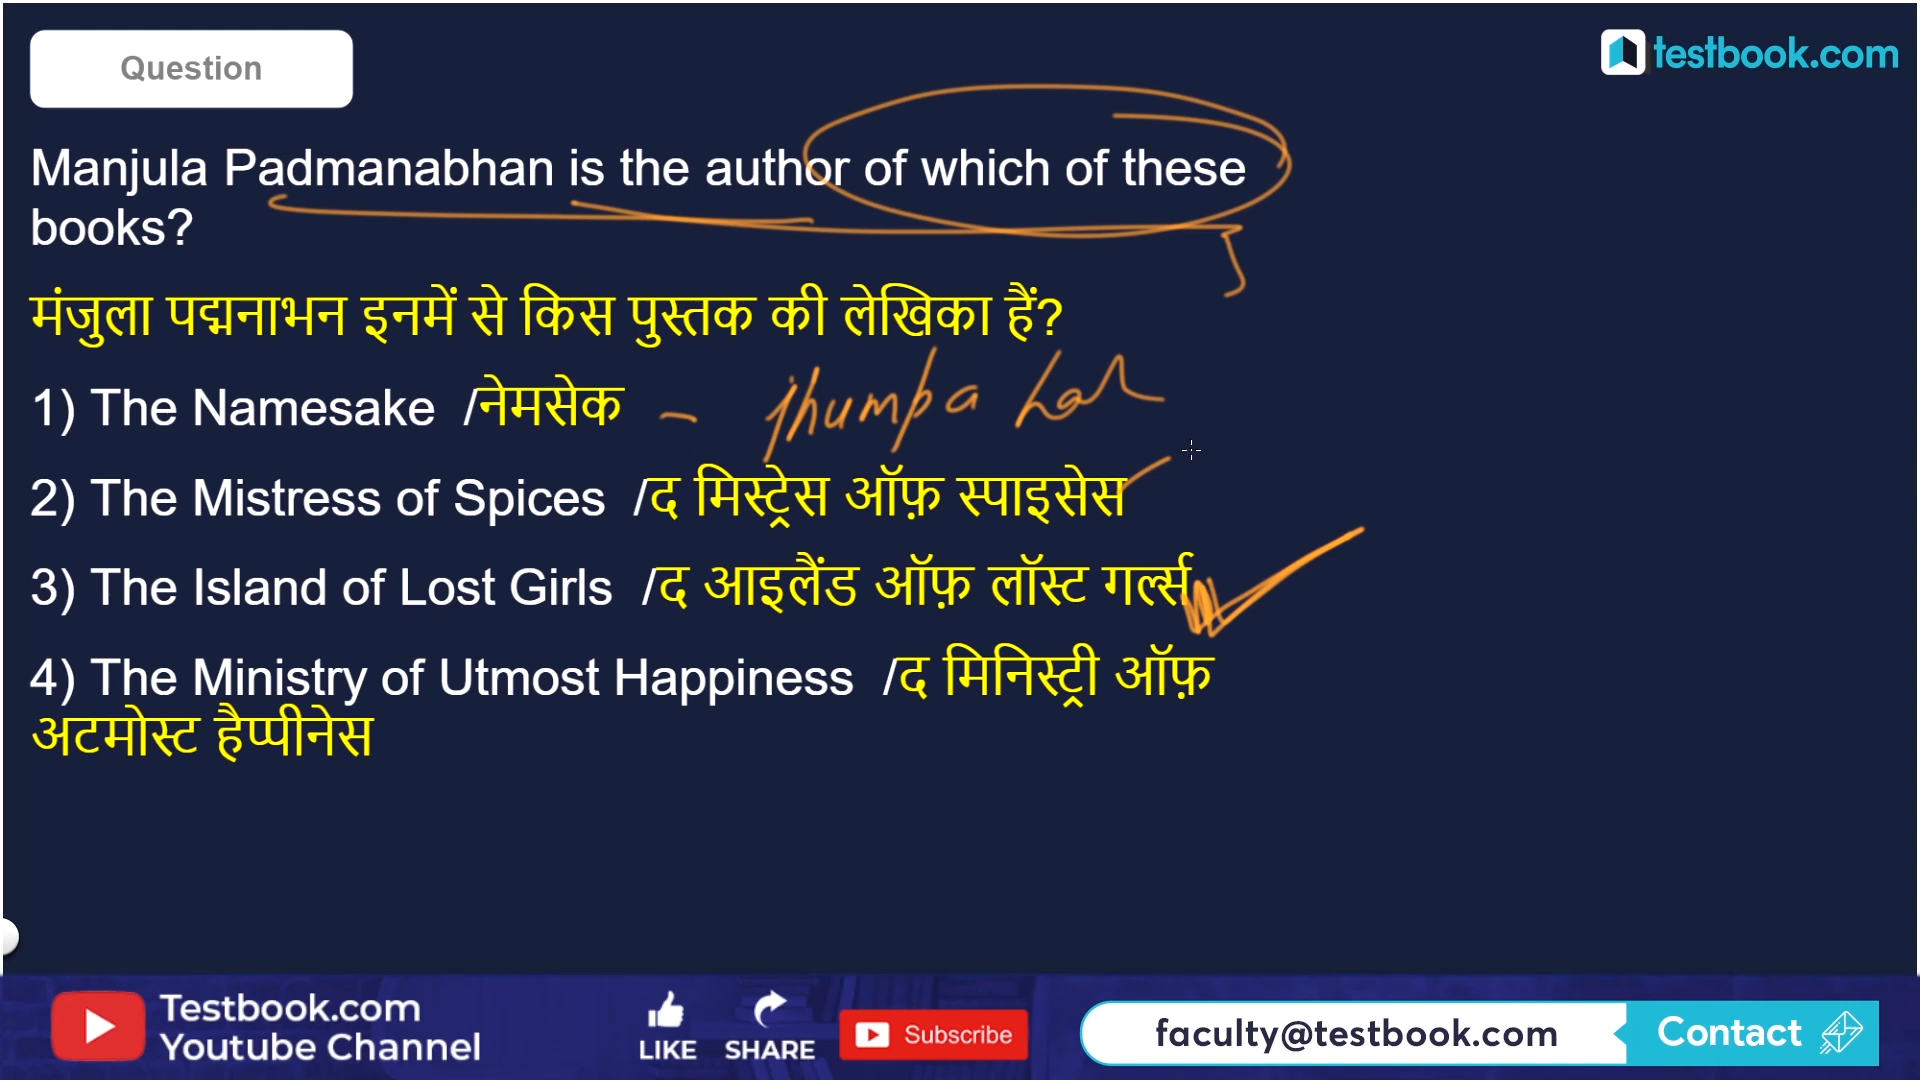 Question
testbook.com
Manjula Padmanabhan is the author of which of these
books?
मंजुला पद्मनाभन इनमें से किस पुस्तक की लेखिका हैं?
1) The Namesake /नेमसेक – Jhumpa
2) The Mistress of Spices /द मिस्ट्रेस ऑफ़ स्पाइसेस
3) The Island of Lost Girls /द आइलैंड ऑफ़ लॉस्ट गर्ल्स
4) The Ministry of Utmost Happiness /द मिनिस्ट्री ऑफ़
अटमोस्ट हैप्पीनेस
Testbook.com
Youtube Channel
LIKE SHARE
Subscribe
faculty@testbook.com
Contact